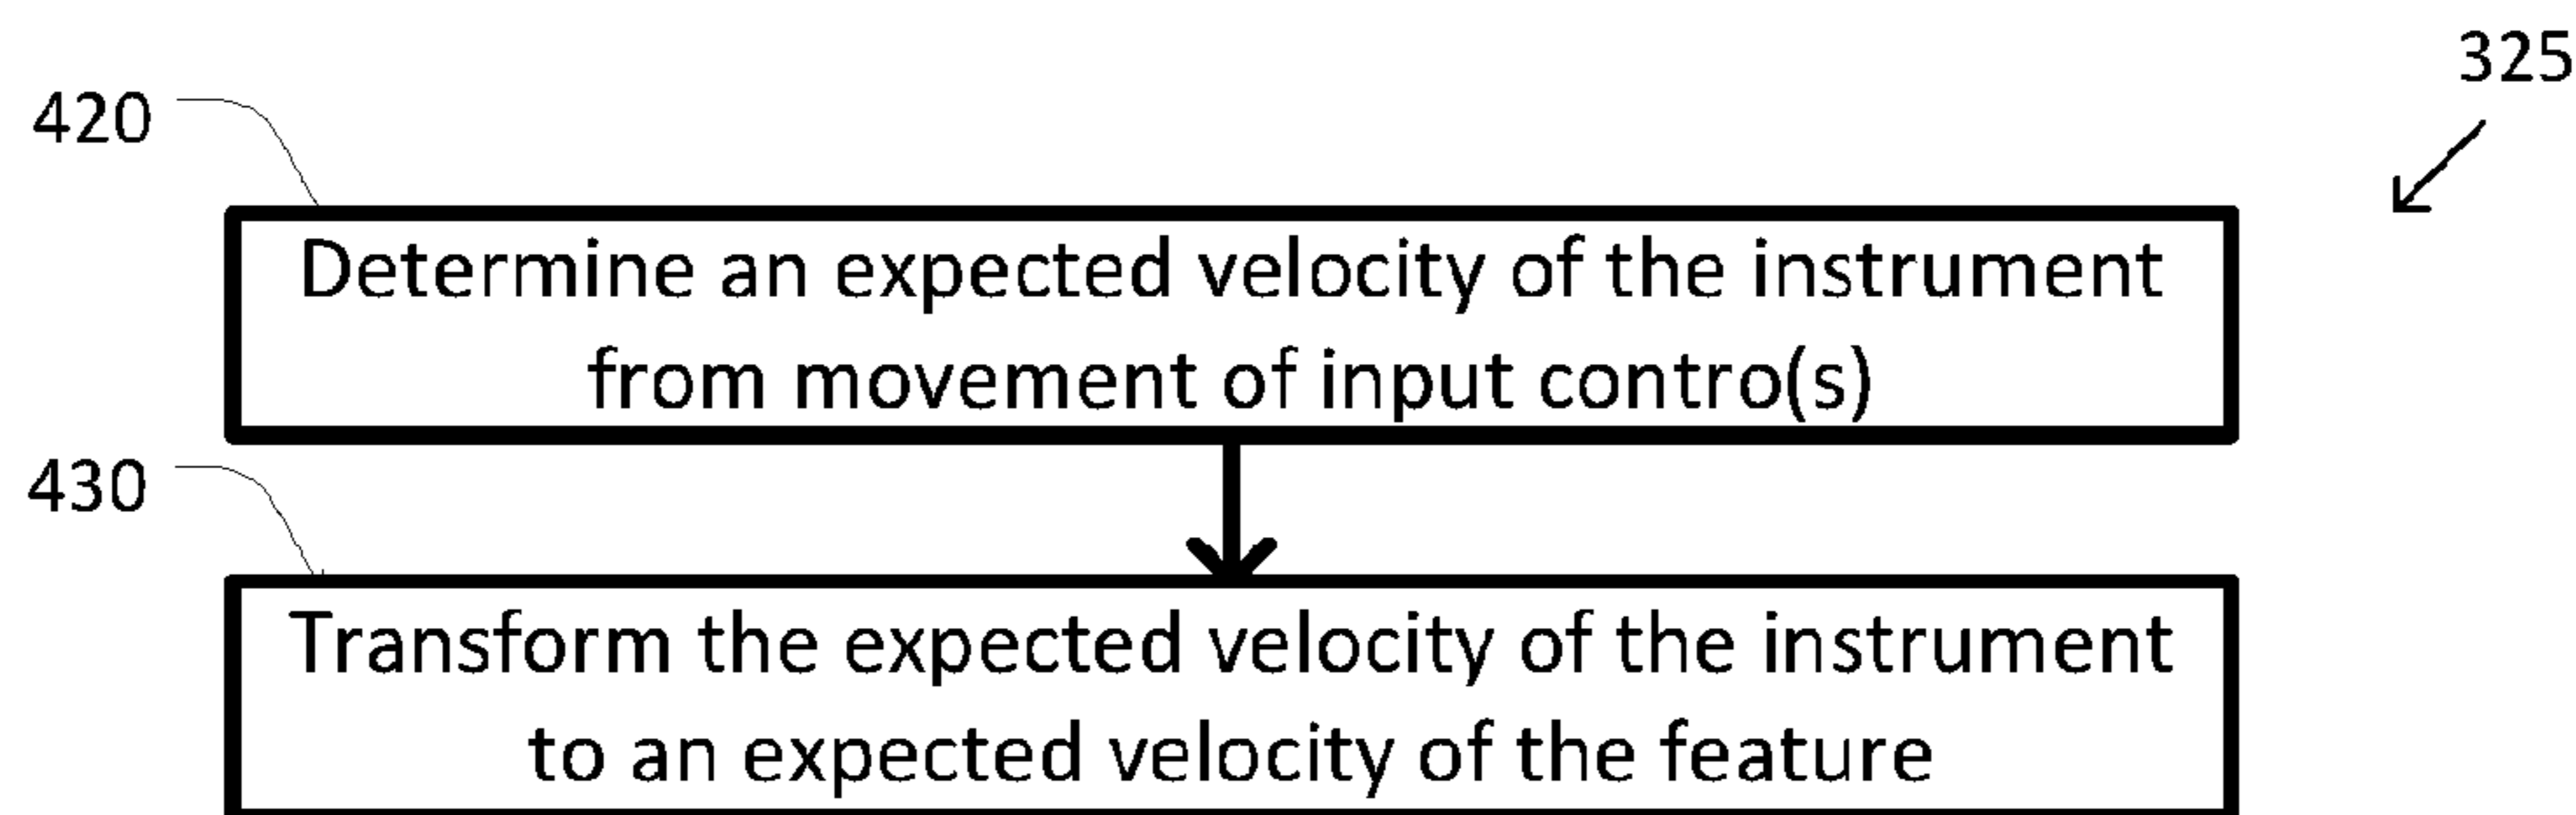 325
420
Determine an expected velocity of the instrument
from movement of input contro(s)
430
Transform the expected velocity of the instrument
to an expected velocity of the feature